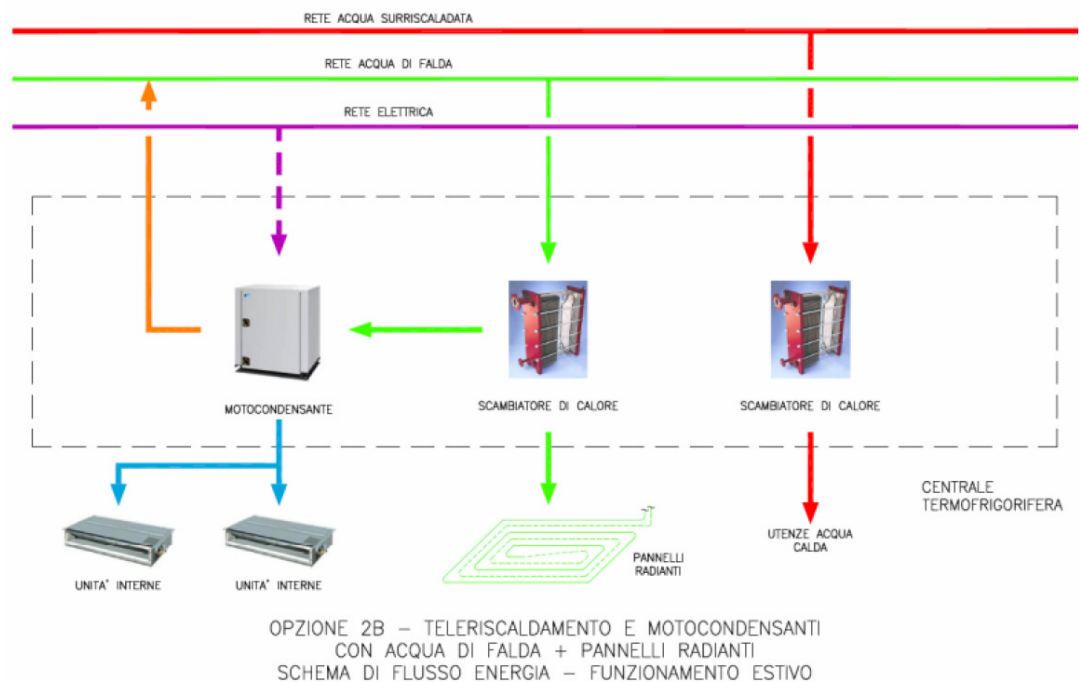 RETE ACQUA SURRISCALADATA
RETE ACQUA DI FALDA
RETE ELETTRICA
MOTOCONDENSANTE
SCAMBIATORE DI CALORE
SCAMBIATORE DI CALORE
CENTRALE
TERMOFRIGORIFERA
UNITA' INTERNE
UNITA' INTERNE
PANNELLI
RADIANTI
UTENZE ACQUA
CALDA
OPZIONE 2B – TELERISCALDAMENTO E MOTOCONDENSANTI
CON ACQUA DI FALDA + PANNELLI RADIANTI
SCHEMA DI FLUSSO ENERGIA – FUNZIONAMENTO ESTIVO